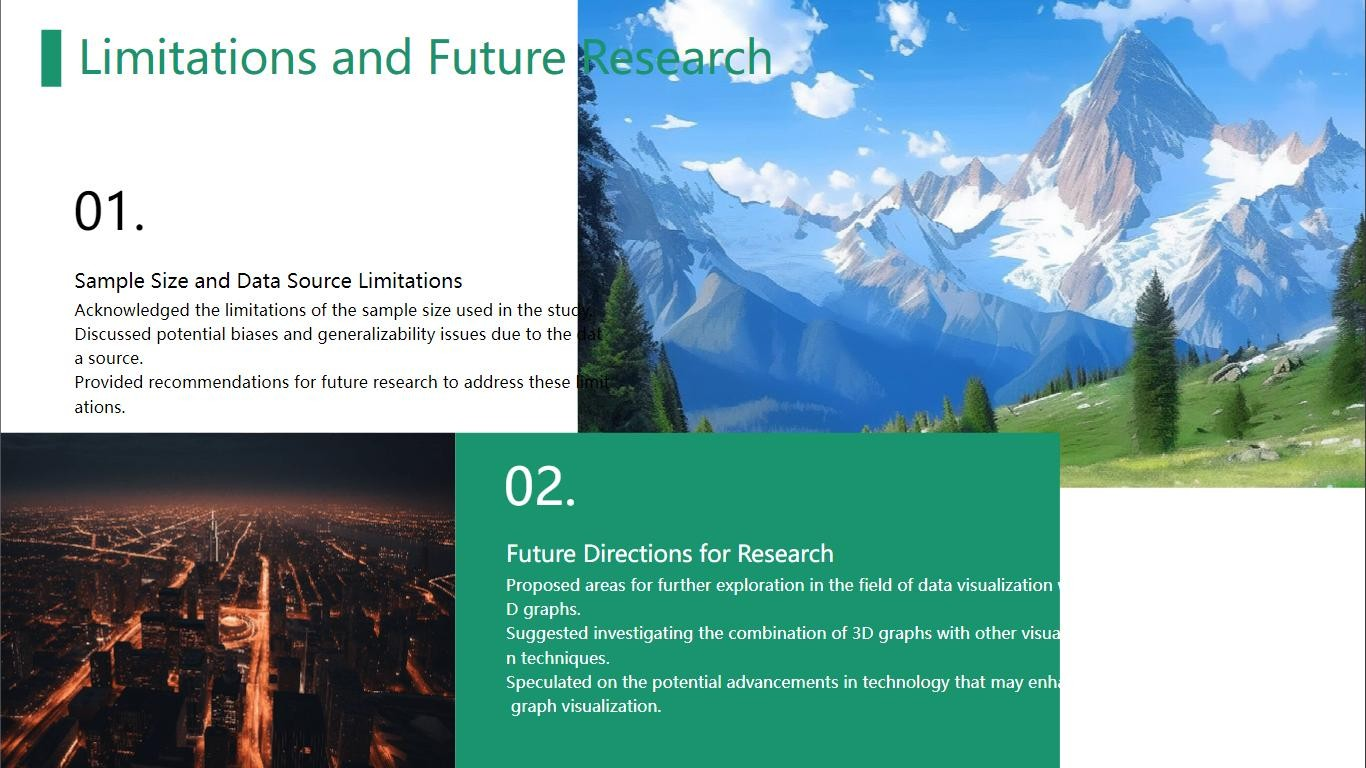 Limitations and Future Research
01.
Sample Size and Data Source Limitations
Acknowledged the limitations of the sample size used in the study.
Discussed potential biases and generalizability issues due to the dat
a source.
Provided recommendations for future research to address these limit
ations.
02.
Future Directions for Research
Proposed areas for further exploration in the field of data visualization
D graphs.
Suggested investigating the combination of 3D graphs with other visua
n techniques.
Speculated on the potential advancements in technology that may enha
graph visualization.